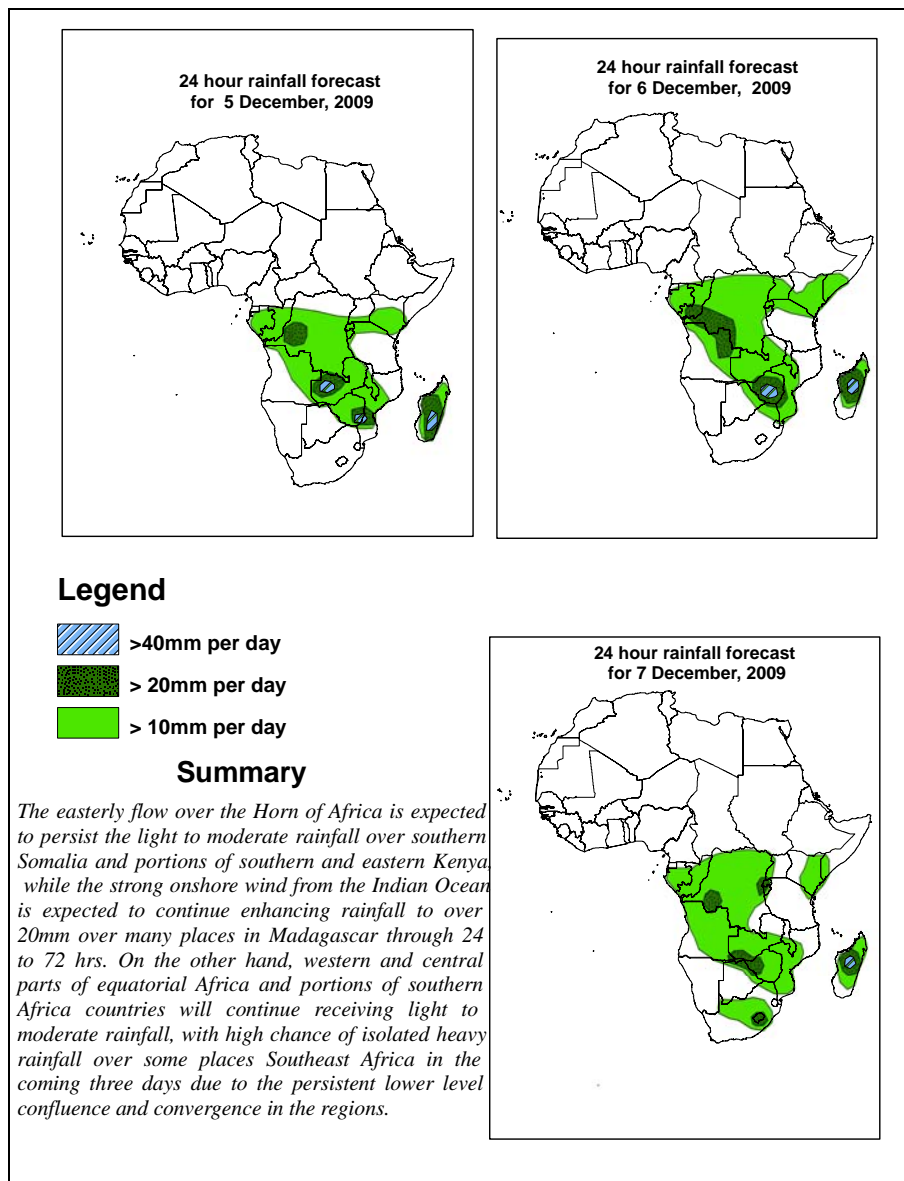 24 hour rainfall forecast
for 5 December, 2009
24 hour rainfall forecast
for 6 December, 2009
Legend
>40mm per day
> 20mm per day
> 10mm per day
24 hour rainfall forecast
for 7 December, 2009
Summary
The easterly flow over the Horn of Africa is expected
to persist the light to moderate rainfall over southern
Somalia and portions of southern and eastern Kenya,
while the strong onshore wind from the Indian Ocean
is expected to continue enhancing rainfall to over
20mm over many places in Madagascar through 24
to 72 hrs. On the other hand, western and central
parts of equatorial Africa and portions of southern
Africa countries will continue receiving light to
moderate rainfall, with high chance of isolated heavy
rainfall over some places Southeast Africa in the
coming three days due to the persistent lower level
confluence and convergence in the regions.